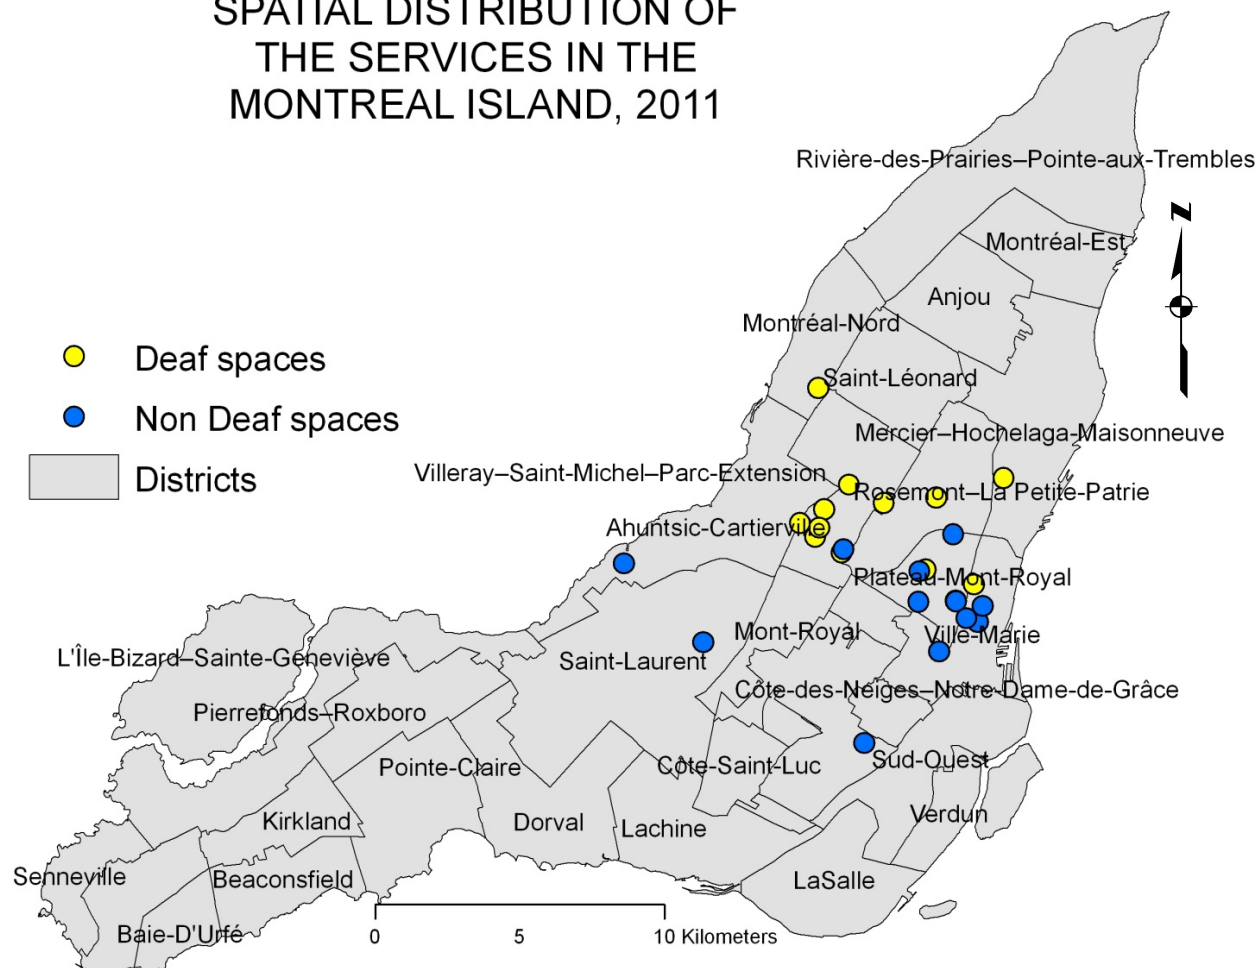 SPATIAL DISTRIBUTION OF
THE SERVICES IN THE
MONTREAL ISLAND, 2011
Rivière-des-Prairies–Pointe-aux-Trembles
N
Montréal-Est
Anjou
Montréal-Nord
Deaf spaces
Saint-Léonard
Non Deaf spaces
Mercier–Hochelaga-Maisonneuve
Districts
Villeray–Saint-Michel–Parc-Extension
Rosemont–La Petite-Patrie
Ahuntsic-Cartierville
Plateau-Mont-Royal
Mont-Royal
Ville-Marie
L'Île-Bizard–Sainte-Geneviève
Saint-Laurent
Côte-des-Neiges–Notre-Dame-de-Grâce
Pierrefonds–Roxboro
Pointe-Claire
Côte-Saint-Luc
Sud-Ouest
Kirkland
Dorval
Lachine
Verdun
Senneville
Beaconsfield
LaSalle
Baie-D'Urfé
0 5 10 Kilometers